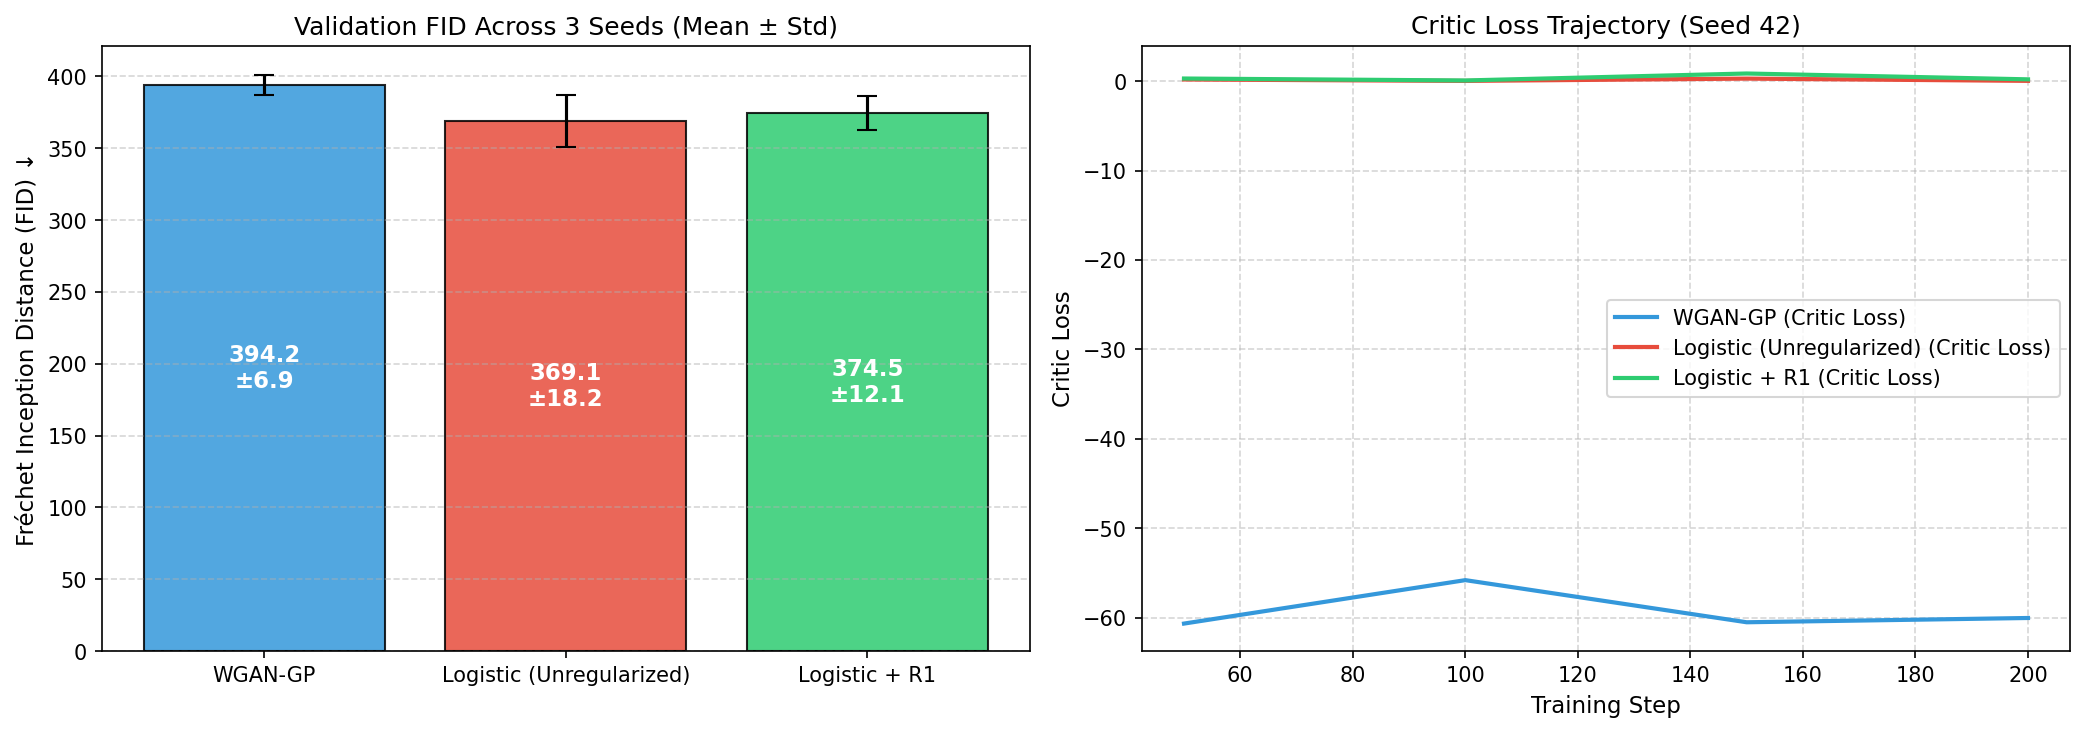 Validation FID Across 3 Seeds (Mean ± Std)
Fréchet Inception Distance (FID) ↓
400
350
300
250
200
150
100
50
0
394.2
±6.9
369.1
±18.2
374.5
±12.1
WGAN-GP
Logistic (Unregularized)
Logistic + R1
Critic Loss Trajectory (Seed 42)
Critic Loss
0
−10
−20
−30
−40
−50
−60
WGAN-GP (Critic Loss)
Logistic (Unregularized) (Critic Loss)
Logistic + R1 (Critic Loss)
60 80 100 120 140 160 180 200
Training Step